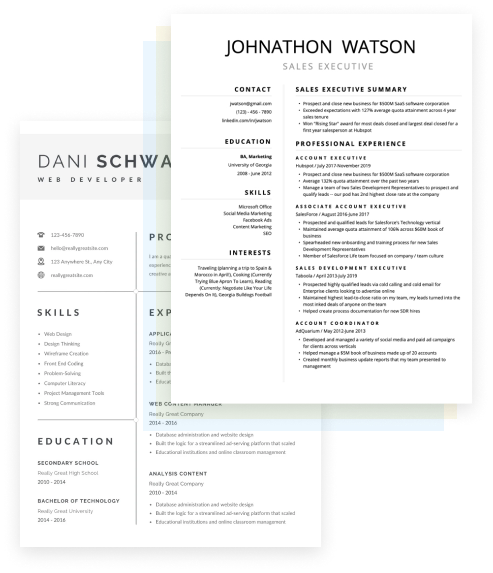 JOHNATHON WATSON
SALES EXECUTIVE
CONTACT
jwatson@gmail.com
(123) - 456 - 7890
linkedin.com/in/jwatson
EDUCATION
BA, Marketing
University of Georgia
2008 - June 2012
SKILLS
Microsoft Office
Social Media Marketing
Facebook Ads
Content Marketing
SEO
INTERESTS
Traveling (planning a trip to Spain &
Morocco in April), Cooking (Currently
Trying Blue Apron To Learn), Reading
(Currently: Negotiate Like Your Life
Depends On It), Georgia Bulldogs Football
SALES EXECUTIVE SUMMARY
• Prospect and close new business for $500M SaaS software corporation
• Exceeded expectations with 127% average quota attainment across 4 year
sales tenure
• Won "Rising Star" award for most deals closed and largest deal closed for a
first year salesperson at Hubspot
PROFESSIONAL EXPERIENCE
ACCOUNT EXECUTIVE
Hubspot / July 2017-November 2019
• Prospect and close new business for $500M SaaS software corporation
• Average 132% quota attainment over the past two years
• Manage a team of two Sales Development Representatives to prospect and
qualify leads -- our pod has 2nd highest close rate at the company
ASSOCIATE ACCOUNT EXECUTIVE
SalesForce / August 2016-June 2017
• Prospected and qualified leads for Salesforce's Technology vertical
• Maintained average quota attainment of 106% across $60M book of
business
• Spearheaded new onboarding and training process for new Sales
Development Representatives
• Member of Salesforce Life team focused on company / team culture
SALES DEVELOPMENT EXECUTIVE
Taboola / April 2013-July 2019
• Prospected highly qualified leads via cold calling and cold email for
Enterprise clients looking to advertise online
• Maintained highest lead-to-close ratio on my team, my leads turned into the
most inked deals of anyone on the team
• Helped create process documentation for new SDR hires
ACCOUNT COORDINATOR
AdQuarium / May 2012-June 2013
• Developed and managed a variety of social media and paid ad campaigns
for clients across verticals
• Helped manage a $5M book of business made up of 20 accounts
• Created monthly business update reports that my team presented to
management
DANI SCHWA
WEB DEVELOPER
123-456-7890
hello@reallygreatsite.com
123 Anywhere St., Any City
reallygreatsite.com
SKILLS
• Web Design
• Design Thinking
• Wireframe Creation
• Front End Coding
• Problem-Solving
• Computer Literacy
• Project Management Tools
• Strong Communication
EDUCATION
SECONDARY SCHOOL
Really Great High School
2010 - 2014
BACHELOR OF TECHNOLOGY
Really Great University
2014 - 2016
PRO
I am a qu
experienc
creative o
EXP
APPLICA
Really Gr
2016 - Po
• Databa
• Built th
• Educat
WEB CONTENT MANAGER
Really Great Company
2014 - 2016
• Database administration and website design
• Built the logic for a streamlined ad-serving platform that scaled
• Educational institutions and online classroom management
ANALYSIS CONTENT
Really Great Company
2010 - 2014
• Database administration and website design
• Built the logic for a streamlined ad-serving platform that scaled
• Educational institutions and online classroom management